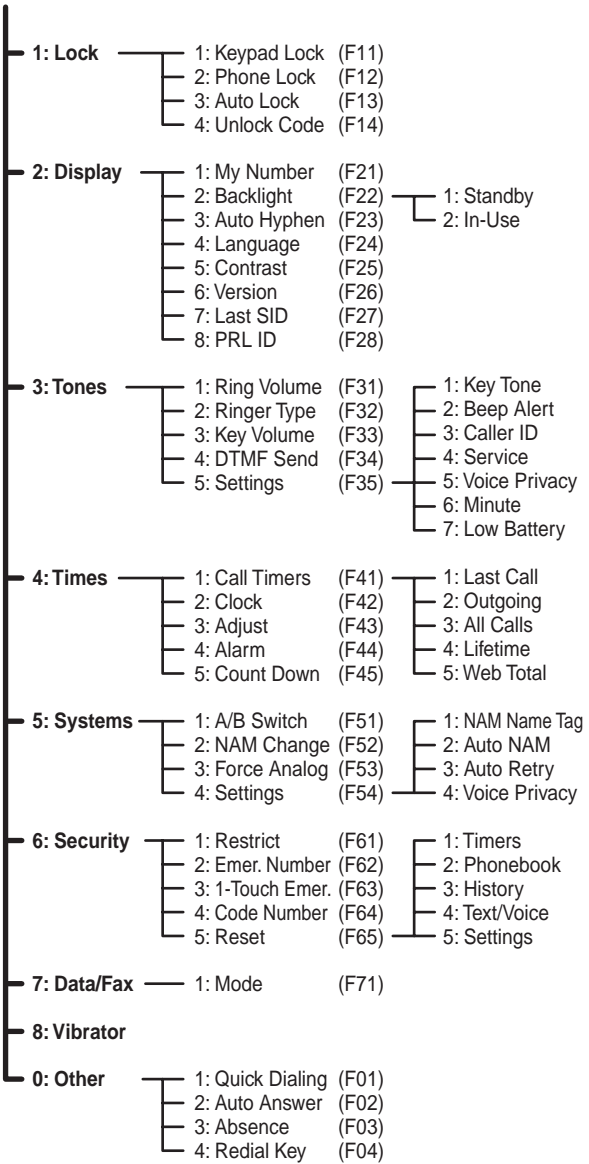 1: Lock 1: Keypad Lock (F11)
2: Phone Lock (F12)
3: Auto Lock (F13)
4: Unlock Code (F14)
2: Display 1: My Number (F21)
2: Backlight (F22) 1: Standby
3: Auto Hyphen (F23) 2: In-Use
4: Language (F24)
5: Contrast (F25)
6: Version (F26)
7: Last SID (F27)
8: PRL ID (F28)
3: Tones 1: Ring Volume (F31) 1: Key Tone
2: Ringer Type (F32) 2: Beep Alert
3: Key Volume (F33) 3: Caller ID
4: DTMF Send (F34) 4: Service
5: Settings (F35) 5: Voice Privacy
6: Minute
7: Low Battery
4: Times 1: Call Timers (F41) 1: Last Call
2: Clock (F42) 2: Outgoing
3: Adjust (F43) 3: All Calls
4: Alarm (F44) 4: Lifetime
5: Count Down (F45) 5: Web Total
5: Systems 1: A/B Switch (F51) 1: NAM Name Tag
2: NAM Change (F52) 2: Auto NAM
3: Force Analog (F53) 3: Auto Retry
4: Settings (F54) 4: Voice Privacy
6: Security 1: Restrict (F61) 1: Timers
2: Emer. Number (F62) 2: Phonebook
3: 1-Touch Emer. (F63) 3: History
4: Code Number (F64) 4: Text/Voice
5: Reset (F65) 5: Settings
7: Data/Fax 1: Mode (F71)
8: Vibrator
0: Other 1: Quick Dialing (F01)
2: Auto Answer (F02)
3: Absence (F03)
4: Redial Key (F04)